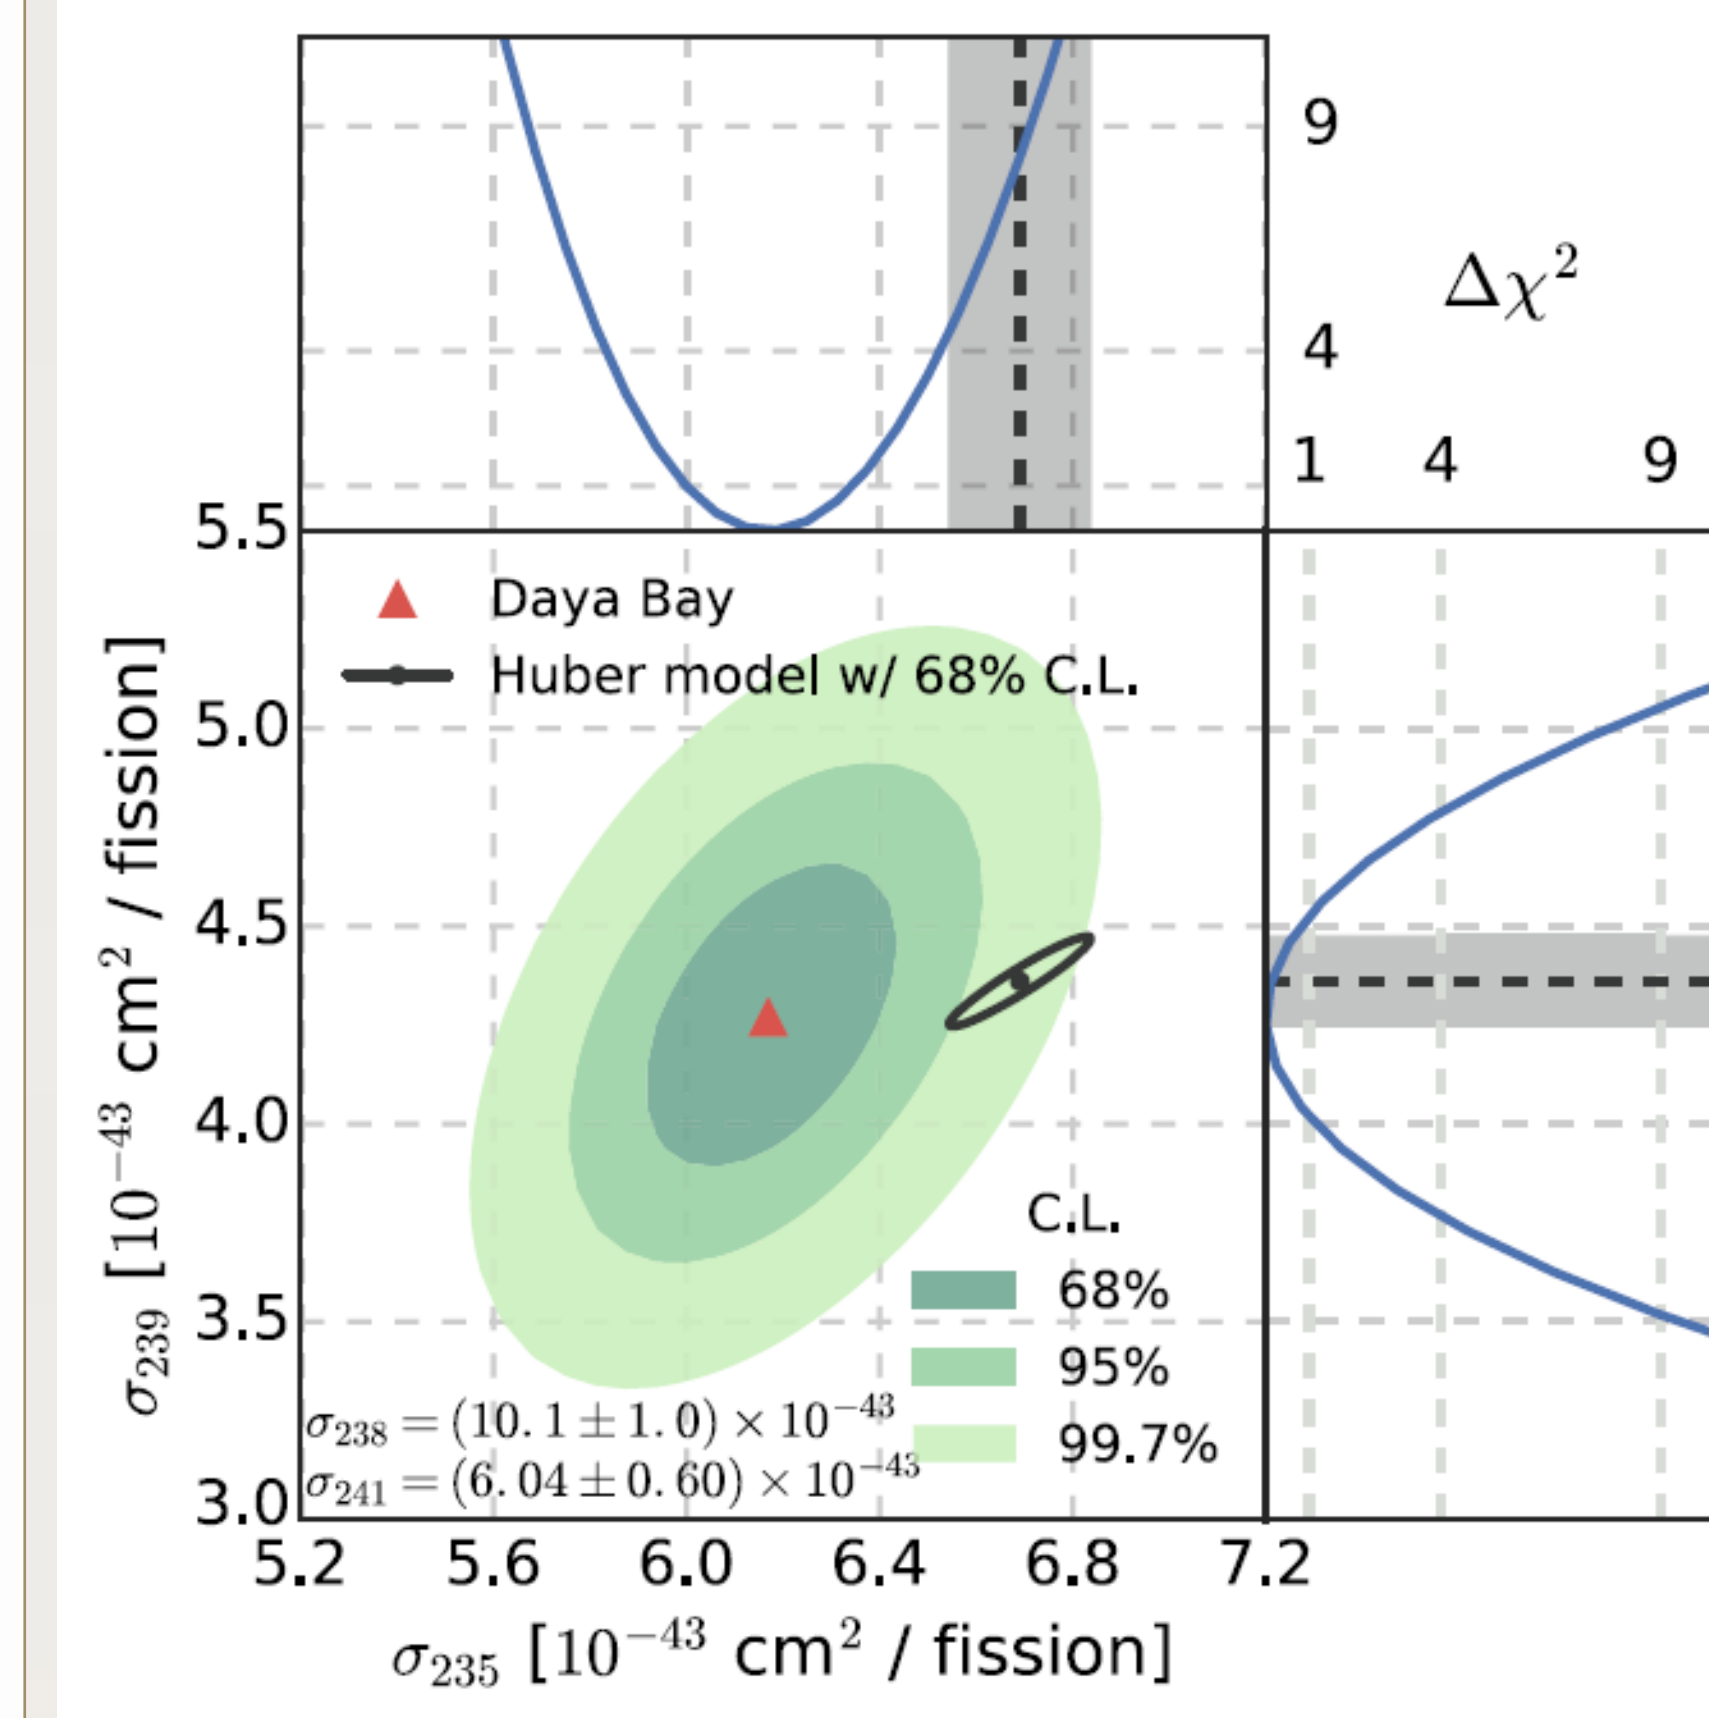 9
Δχ²
4
1 4 9
5.5
Daya Bay
Huber model w/ 68% C.L.
5.0
4.5
4.0
3.5
3.0
σ₂₃₉ [10⁻⁴³ cm² / fission]
C.L.
68%
95%
99.7%
σ₂₃₈ = (10.1 ± 1.0) × 10⁻⁴³
σ₂₄₁ = (6.04 ± 0.60) × 10⁻⁴³
5.2 5.6 6.0 6.4 6.8 7.2
σ₂₃₅ [10⁻⁴³ cm² / fission]